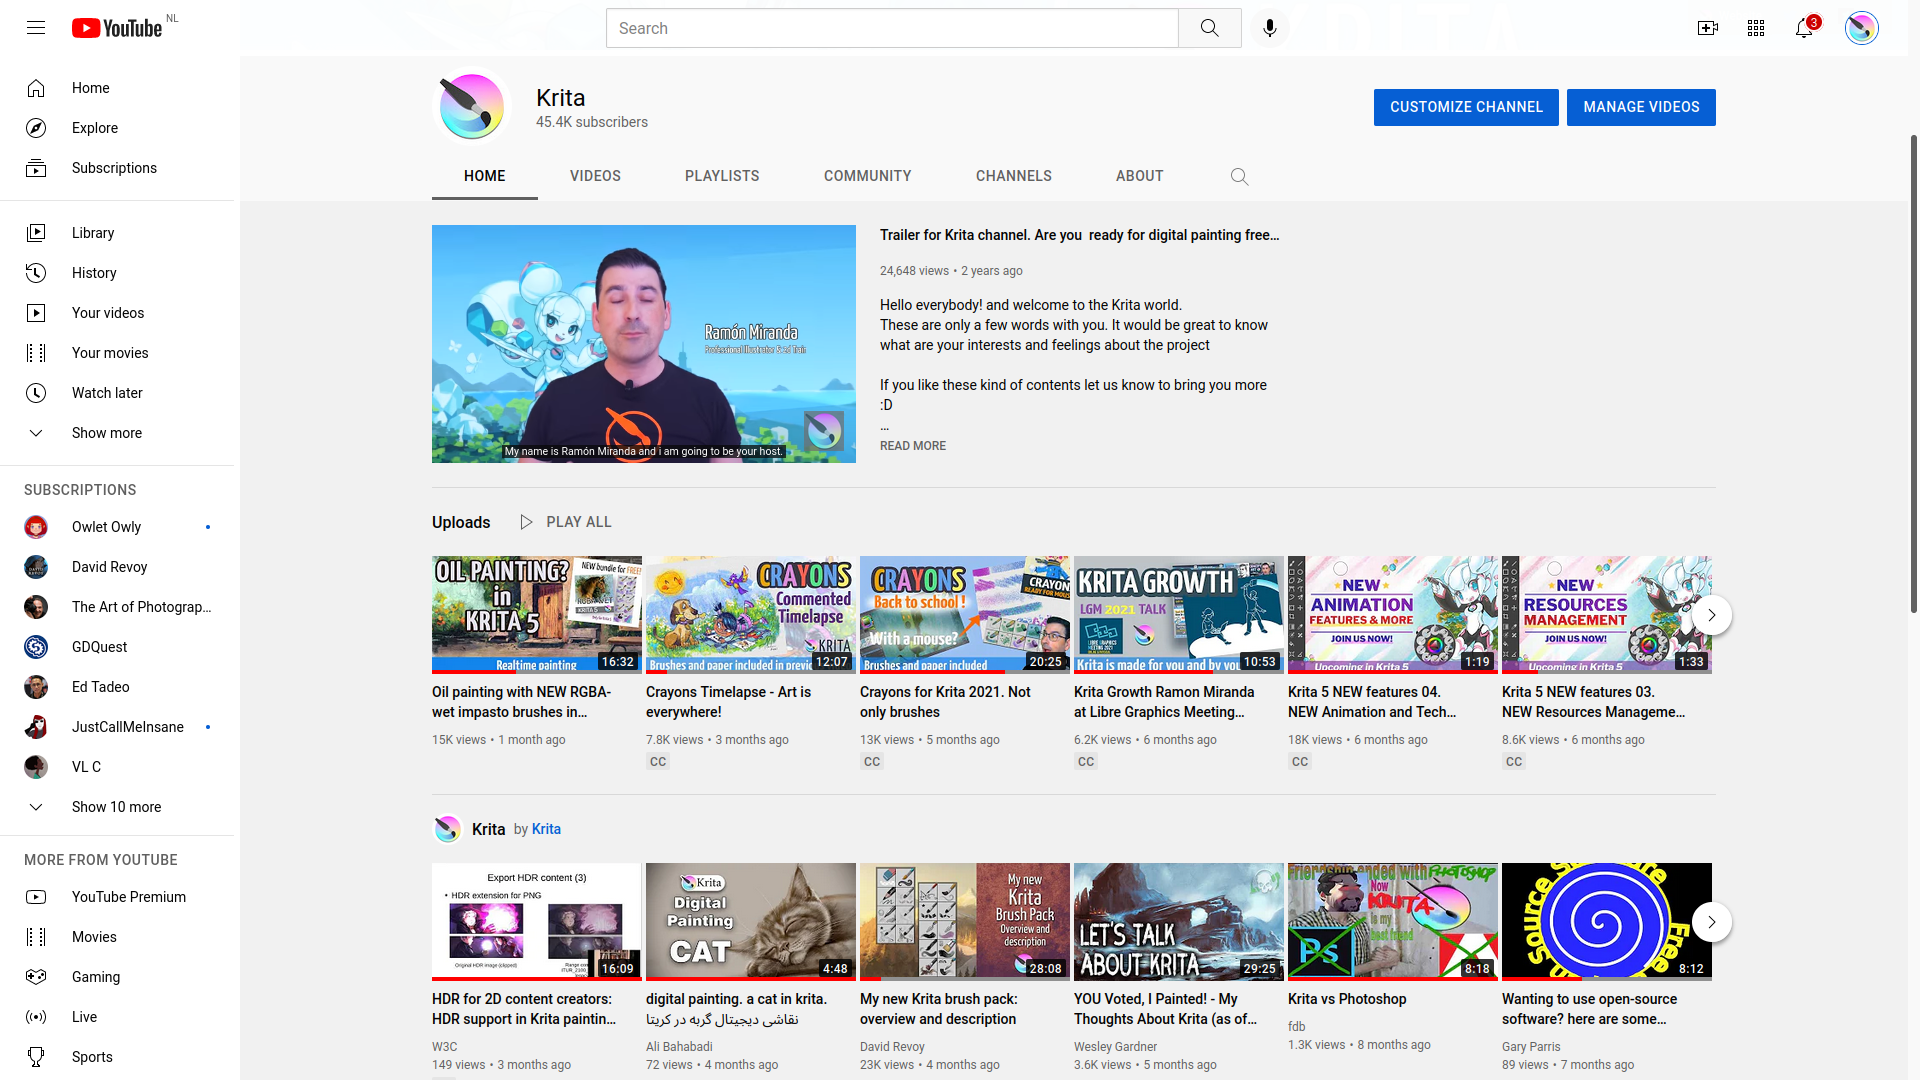 YouTube NL
Search
3
Home
Explore
Subscriptions
Library
History
Your videos
Your movies
Watch later
Show more
SUBSCRIPTIONS
Owlet Owly
David Revoy
The Art of Photograp...
GDQuest
Ed Tadeo
JustCallMeInsane
VL C
Show 10 more
MORE FROM YOUTUBE
YouTube Premium
Movies
Gaming
Live
Sports
Krita
45.4K subscribers
CUSTOMIZE CHANNEL
MANAGE VIDEOS
HOME VIDEOS PLAYLISTS COMMUNITY CHANNELS ABOUT
Ramón Miranda
My name is Ramón Miranda and i am going to be your host.
Trailer for Krita channel. Are you ready for digital painting free...
24,648 views • 2 years ago
Hello everybody! and welcome to the Krita world.
These are only a few words with you. It would be great to know
what are your interests and feelings about the project
If you like these kind of contents let us know to bring you more
:D
...
READ MORE
Uploads PLAY ALL
OIL PAINTING?
in
KRITA 5
NEW bundle for FREE!
Realtime painting
16:32
Oil painting with NEW RGBA-
wet impasto brushes in...
15K views • 1 month ago
CRAYONS
Commented
Timelapse
KRITA
Brushes and paper included in previ
12:07
Crayons Timelapse - Art is
everywhere!
7.8K views • 3 months ago
CC
CRAYONS
Back to school !
With a mouse?
CRAYON
READY FOR MOU
Brushes and paper included
20:25
Crayons for Krita 2021. Not
only brushes
13K views • 5 months ago
CC
KRITA GROWTH
LGM 2021 TALK
Krita is made for you and by you
10:53
Krita Growth Ramon Miranda
at Libre Graphics Meeting...
6.2K views • 6 months ago
CC
NEW
ANIMATION
FEATURES & MORE
JOIN US NOW!
Upcoming in Krita 5
1:19
Krita 5 NEW features 04.
NEW Animation and Tech...
18K views • 6 months ago
CC
NEW
RESOURCES
MANAGEMENT
JOIN US NOW!
Upcoming in Krita 5
1:33
Krita 5 NEW features 03.
NEW Resources Manageme...
8.6K views • 6 months ago
CC
Krita by Krita
Export HDR content (3)
• HDR extension for PNG
Original HDR image (clipped)
16:09
HDR for 2D content creators:
HDR support in Krita paintin...
W3C
149 views • 3 months ago
Krita
Digital
Painting
CAT
4:48
digital painting. a cat in krita.
نقاشی دیجیتال گربه در کریتا
Ali Bahabadi
72 views • 4 months ago
My new
Krita
Brush Pack
Overview and
description
28:08
My new Krita brush pack:
overview and description
David Revoy
23K views • 4 months ago
LET'S TALK
ABOUT KRITA
29:25
YOU Voted, I Painted! - My
Thoughts About Krita (as of...
Wesley Gardner
3.6K views • 5 months ago
Friendship ended with PHOTOSHOP
Now
KRITA
is my
best friend
Ps
8:18
Krita vs Photoshop
fdb
1.3K views • 8 months ago
Free
8:12
Wanting to use open-source
software? here are some...
Gary Parris
89 views • 7 months ago